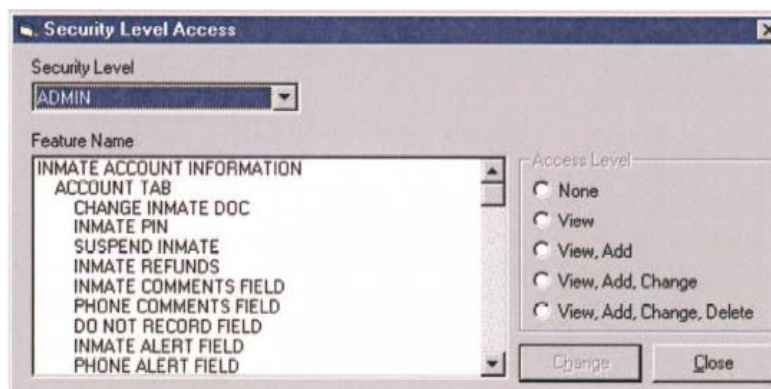 Security Level Access
Security Level
ADMIN
Feature Name
INMATE ACCOUNT INFORMATION
ACCOUNT TAB
CHANGE INMATE DOC
INMATE PIN
SUSPEND INMATE
INMATE REFUNDS
INMATE COMMENTS FIELD
PHONE COMMENTS FIELD
DO NOT RECORD FIELD
INMATE ALERT FIELD
PHONE ALERT FIELD
Access Level
None
View
View, Add
View, Add, Change
View, Add, Change, Delete
Change
Close